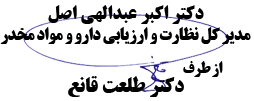 دکتر اکبر عبدالهی اصل
مدیر کل نظارت و ارزیابی دارو و مواد مخدر
از طرف
دکتر طلعت قانع